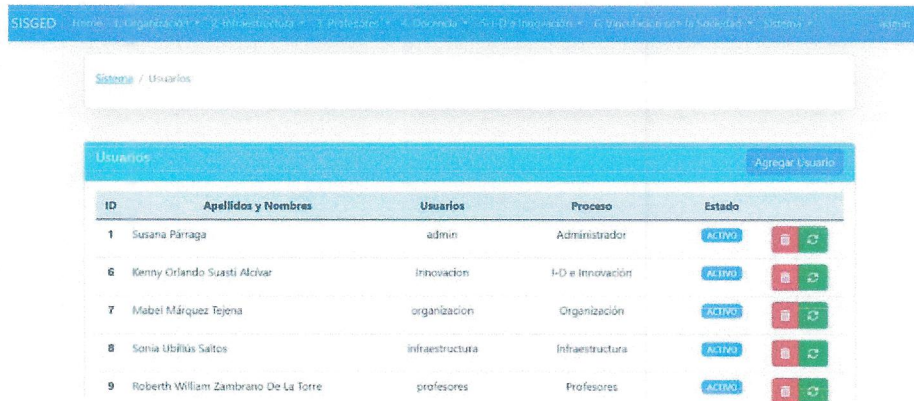 SISGED Home 1. Organización 2. Infraestructura 3. Profesores 4. Docencia 5. I-D e Innovación 6. Vinculación con la Sociedad Sistema admin
Sistema / Usuarios
Usuarios Agregar Usuario
ID Apellidos y Nombres Usuarios Proceso Estado
1 Susana Párraga admin Administrador ACTIVO
6 Kenny Orlando Suasti Alcívar Innovacion I-D e Innovación ACTIVO
7 Mabel Márquez Tejena organizacion Organización ACTIVO
8 Sonia Ubillús Saltos infraestructura Infraestructura ACTIVO
9 Roberth William Zambrano De La Torre profesores Profesores ACTIVO